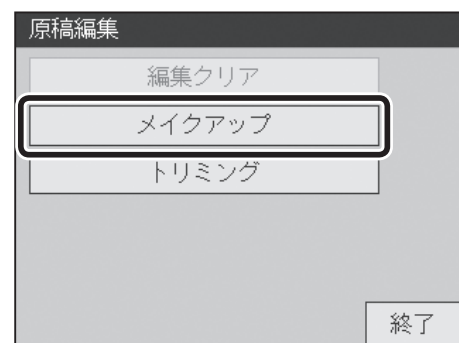 原稿編集
編集クリア
メイクアップ
トリミング
終了